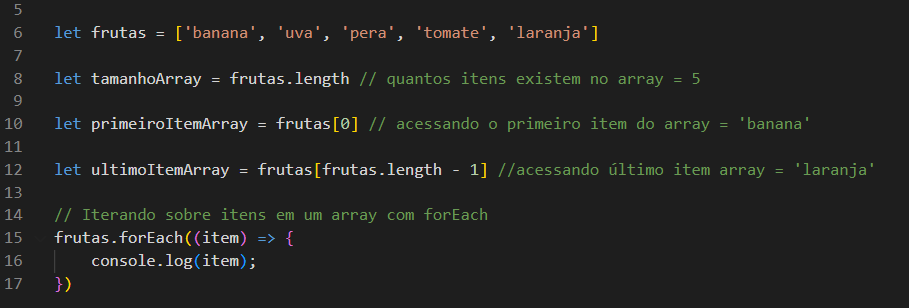 5
6 let frutas = ['banana', 'uva', 'pera', 'tomate', 'laranja']
7
8 let tamanhoArray = frutas.length // quantos itens existem no array = 5
9
10 let primeiroItemArray = frutas[0] // acessando o primeiro item do array = 'banana'
11
12 let ultimoItemArray = frutas[frutas.length - 1] //acessando último item array = 'laranja'
13
14 // Iterando sobre itens em um array com forEach
15 frutas.forEach((item) => {
16     console.log(item);
17 })